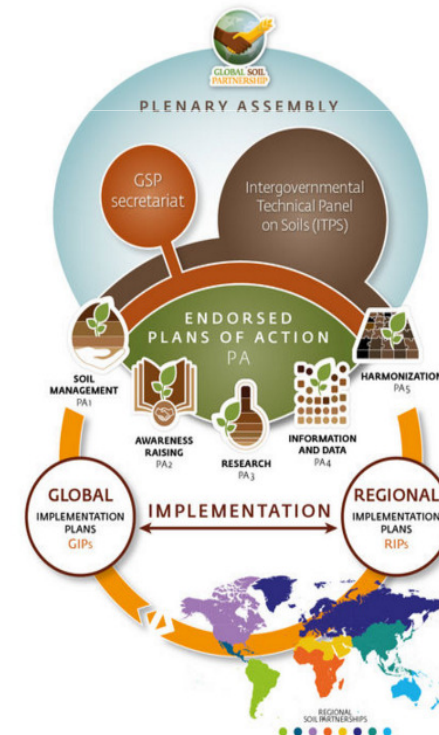 GLOBAL SOIL
PARTNERSHIP
PLENARY ASSEMBLY
GSP
secretariat
Intergovernmental
Technical Panel
on Soils (ITPS)
ENDORSED
PLANS OF ACTION
PA
SOIL
MANAGEMENT
PA1
AWARENESS
RAISING
PA2
RESEARCH
PA3
INFORMATION
AND DATA
PA4
HARMONIZATION
PA5
GLOBAL
IMPLEMENTATION
PLANS
GIPs
IMPLEMENTATION
REGIONAL
IMPLEMENTATION
PLANS
RIPs
REGIONAL
SOIL PARTNERSHIPS